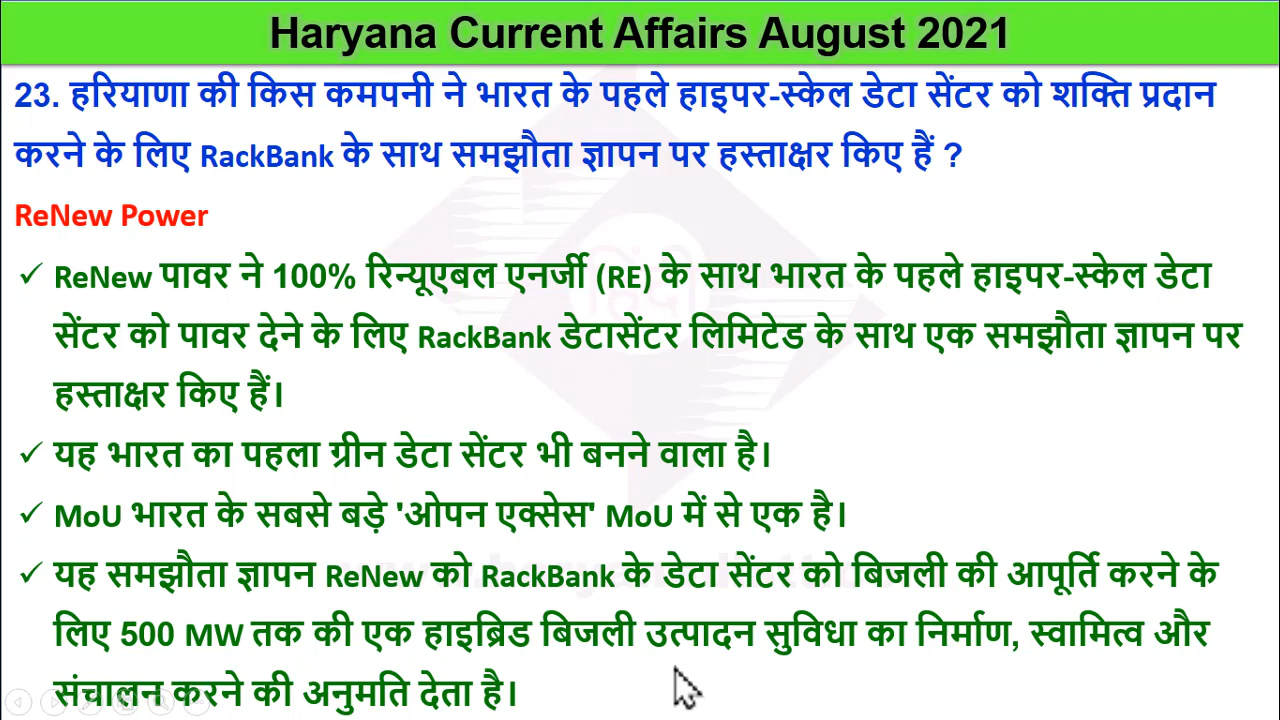 Haryana Current Affairs August 2021
23. हरियाणा की किस कमपनी ने भारत के पहले हाइपर-स्केल डेटा सेंटर को शक्ति प्रदान
करने के लिए RackBank के साथ समझौता ज्ञापन पर हस्ताक्षर किए हैं ?
ReNew Power
✓ ReNew पावर ने 100% रिन्यूएबल एनर्जी (RE) के साथ भारत के पहले हाइपर-स्केल डेटा
सेंटर को पावर देने के लिए RackBank डेटासेंटर लिमिटेड के साथ एक समझौता ज्ञापन पर
हस्ताक्षर किए हैं।
✓ यह भारत का पहला ग्रीन डेटा सेंटर भी बनने वाला है।
✓ MoU भारत के सबसे बड़े 'ओपन एक्सेस' MoU में से एक है।
✓ यह समझौता ज्ञापन ReNew को RackBank के डेटा सेंटर को बिजली की आपूर्ति करने के
लिए 500 MW तक की एक हाइब्रिड बिजली उत्पादन सुविधा का निर्माण, स्वामित्व और
संचालन करने की अनुमति देता है।